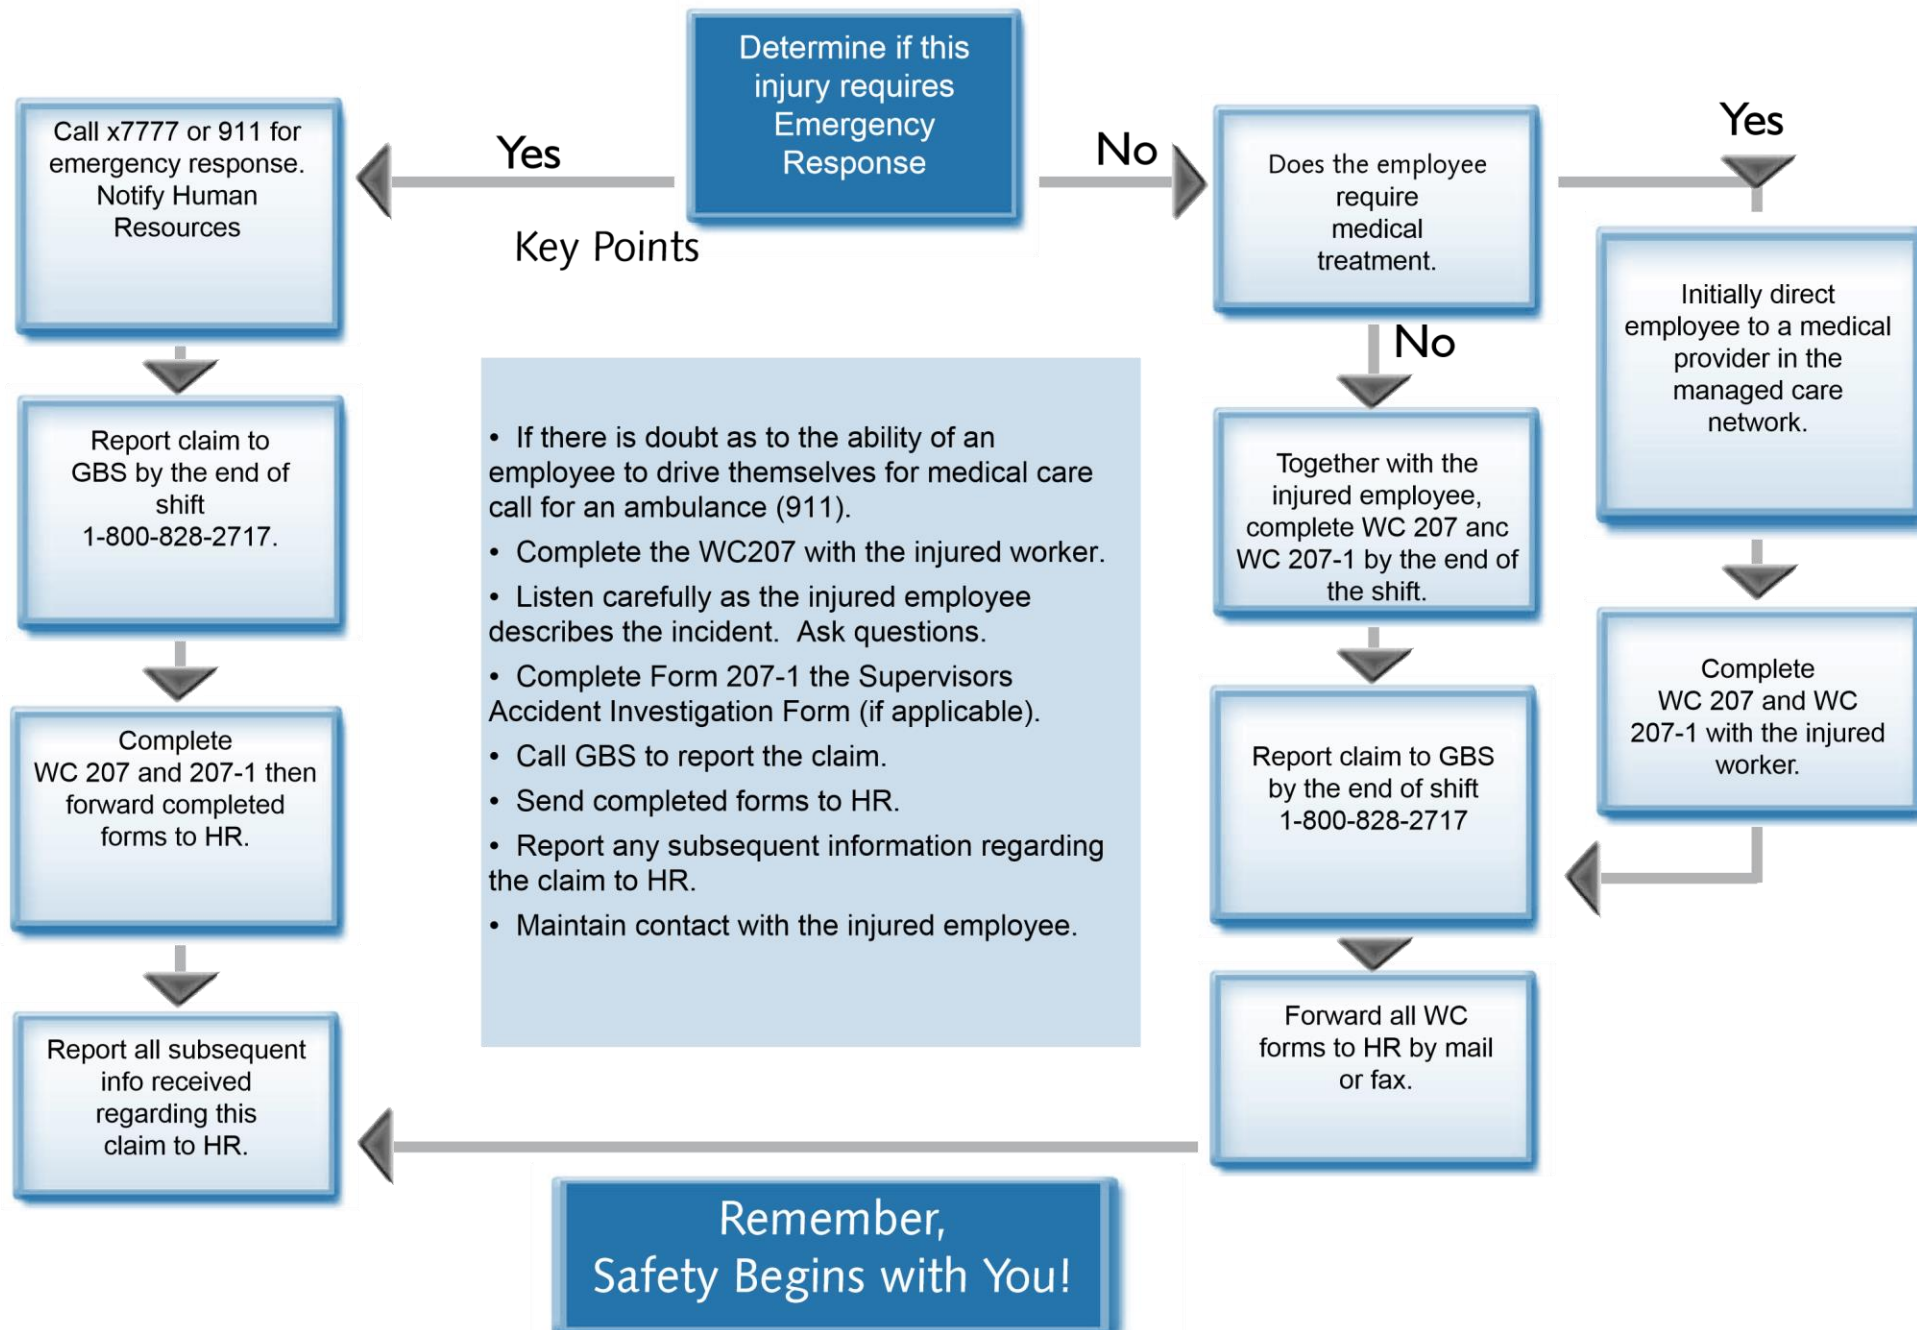 Determine if this
injury requires
Emergency
Response
Yes
No
Yes
Call x7777 or 911 for
emergency response.
Notify Human
Resources
Key Points
Does the employee
require
medical
treatment.
No
Initially direct
employee to a medical
provider in the
managed care
network.
Report claim to
GBS by the end of
shift
1-800-828-2717.
• If there is doubt as to the ability of an
employee to drive themselves for medical care
call for an ambulance (911).
• Complete the WC207 with the injured worker.
• Listen carefully as the injured employee
describes the incident.  Ask questions.
• Complete Form 207-1 the Supervisors
Accident Investigation Form (if applicable).
• Call GBS to report the claim.
• Send completed forms to HR.
• Report any subsequent information regarding
the claim to HR.
• Maintain contact with the injured employee.
Together with the
injured employee,
complete WC 207 anc
WC 207-1 by the end of
the shift.
Complete
WC 207 and WC
207-1 with the injured
worker.
Complete
WC 207 and 207-1 then
forward completed
forms to HR.
Report claim to GBS
by the end of shift
1-800-828-2717
Report all subsequent
info received
regarding this
claim to HR.
Forward all WC
forms to HR by mail
or fax.
Remember,
Safety Begins with You!